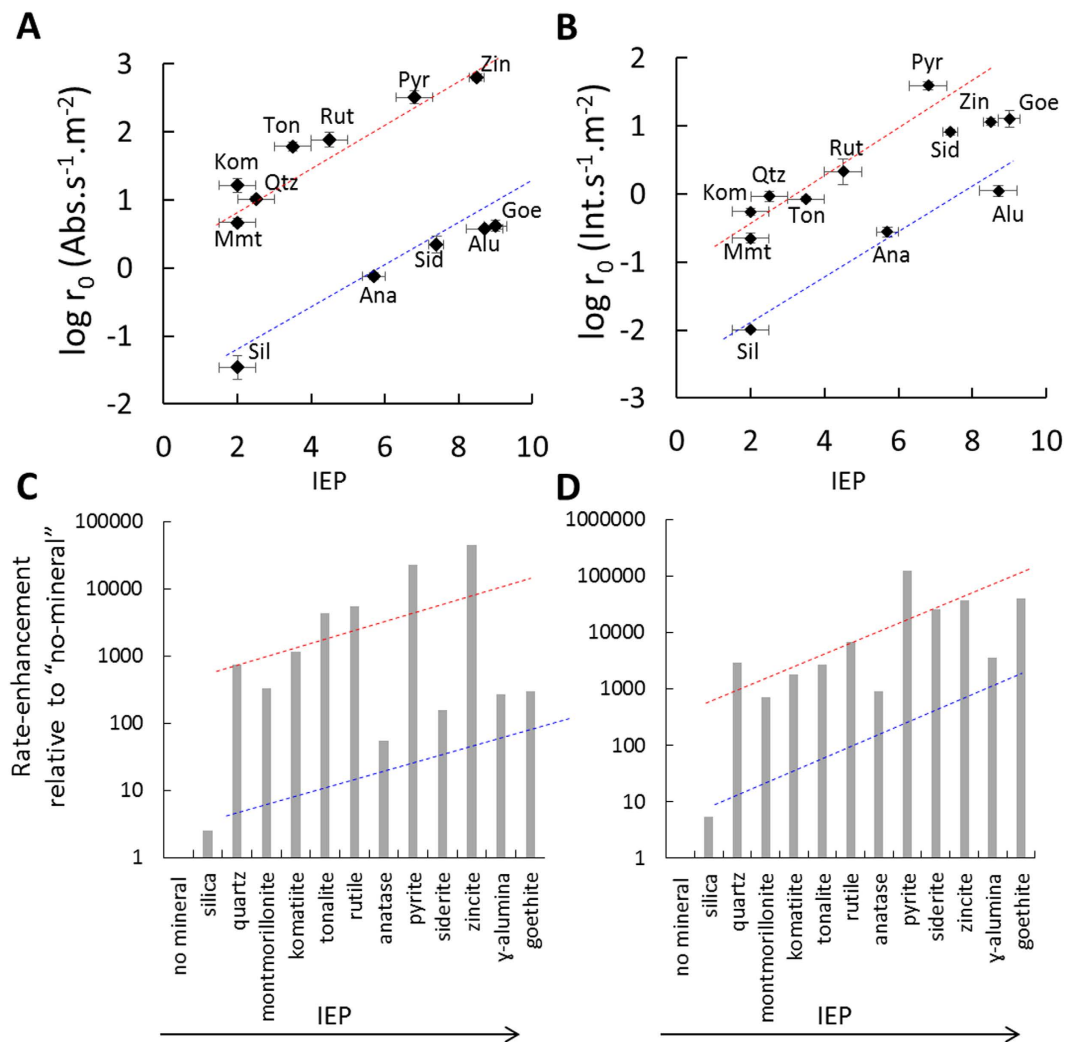 A
log r0 (Abs.s-1.m-2)
3
2
1
0
-1
-2
0 2 4 6 8 10
IEP
Kom
Mmt
Qtz
Ton
Rut
Pyr
Zin
Sil
Ana
Sid
Alu
Goe
B
log r0 (Int.s-1.m-2)
2
1
0
-1
-2
-3
0 2 4 6 8 10
IEP
Kom
Mmt
Qtz
Ton
Rut
Pyr
Zin
Goe
Sid
Sil
Ana
Alu
C
Rate-enhancement
relative to “no-mineral”
100000
10000
1000
100
10
1
no mineral
silica
quartz
montmorillonite
komatiite
tonalite
rutile
anatase
pyrite
siderite
zincite
γ-alumina
goethite
IEP
D
1000000
100000
10000
1000
100
10
1
no mineral
silica
quartz
montmorillonite
komatiite
tonalite
rutile
anatase
pyrite
siderite
zincite
γ-alumina
goethite
IEP